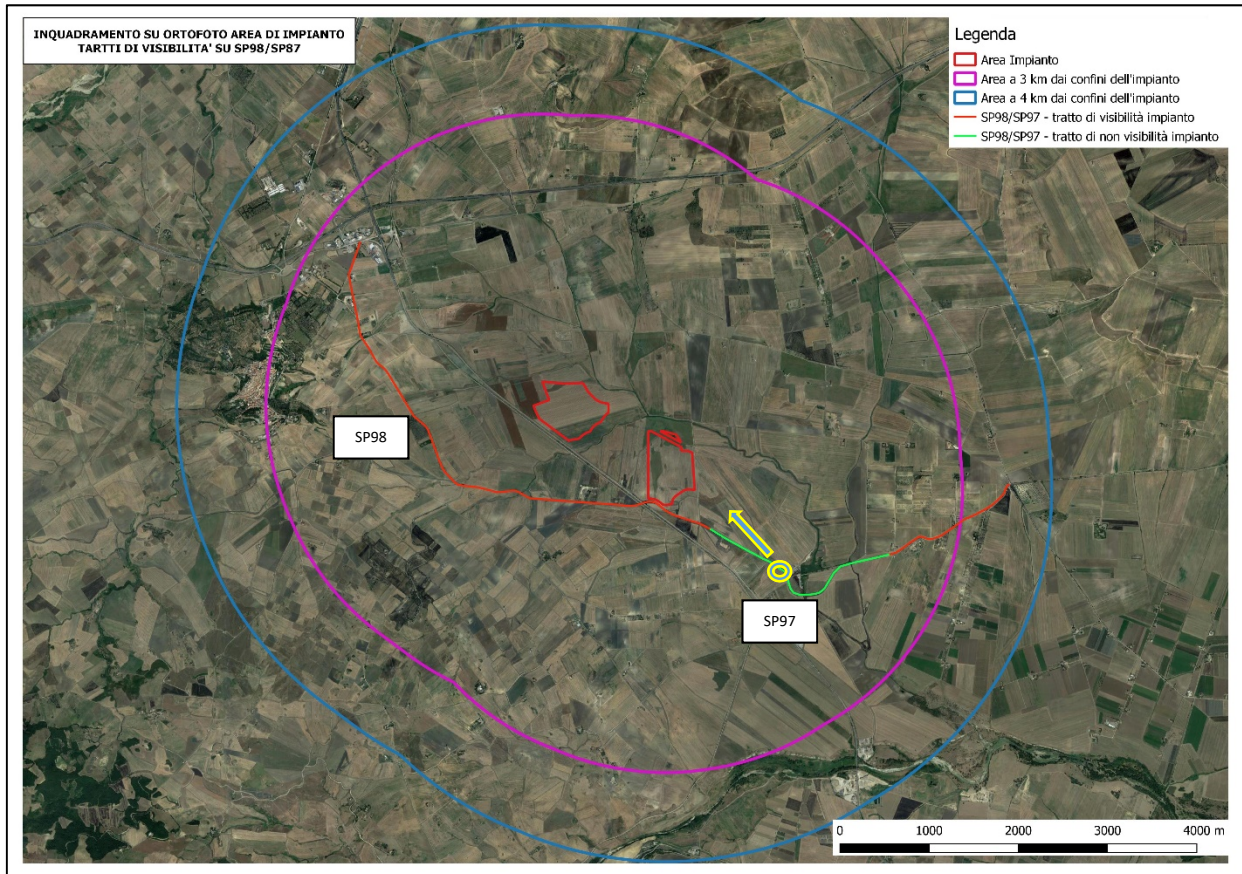 INQUADRAMENTO SU ORTOFOTO AREA DI IMPIANTO
TARTTI DI VISIBILITA' SU SP98/SP87
Legenda
Area Impianto
Area a 3 km dai confini dell'impianto
Area a 4 km dai confini dell'impianto
SP98/SP97 - tratto di visibilità impianto
SP98/SP97 - tratto di non visibilità impianto
SP98
SP97
0 1000 2000 3000 4000 m